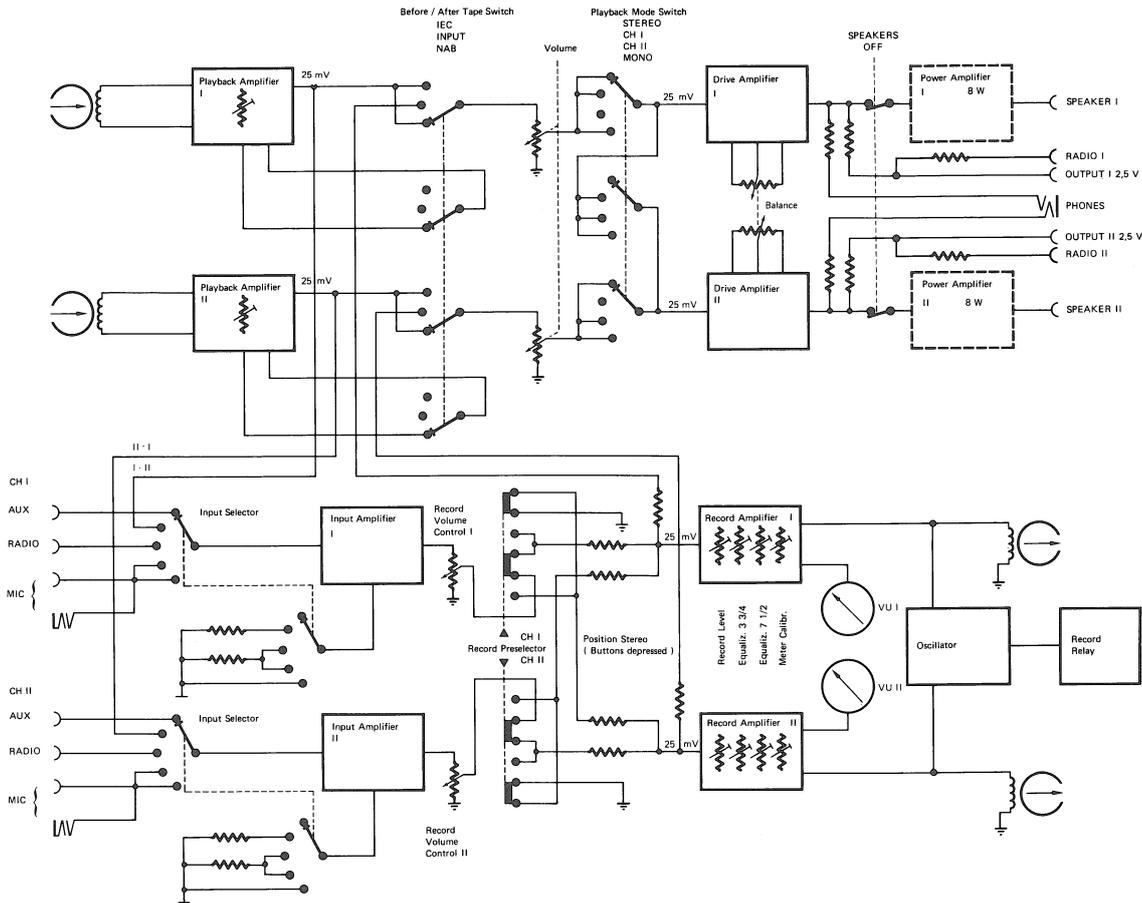 Before / After Tape Switch
IEC
INPUT
NAB
Playback Mode Switch
STEREO
CH I
CH II
MONO
Volume
SPEAKERS
OFF
Playback Amplifier
I
25 mV
25 mV
Drive Amplifier
I
Power Amplifier
I 8 W
SPEAKER I
RADIO I
OUTPUT I 2,5 V
Balance
PHONES
OUTPUT II 2,5 V
RADIO II
Playback Amplifier
II
25 mV
25 mV
Drive Amplifier
II
Power Amplifier
II 8 W
SPEAKER II
II - I
I - II
CH I
AUX
RADIO
MIC
Input Selector
Input Amplifier
I
Record
Volume
Control I
25 mV
Record Amplifier I
Record Level
Equaliz. 3 3/4
Equaliz. 7 1/2
Meter Calibr.
VU I
CH I
Record Preselector
CH II
Position Stereo
( Buttons depressed )
Oscillator
Record
Relay
VU II
CH II
AUX
RADIO
MIC
Input Selector
Input Amplifier
II
25 mV
Record Amplifier II
Record
Volume
Control II